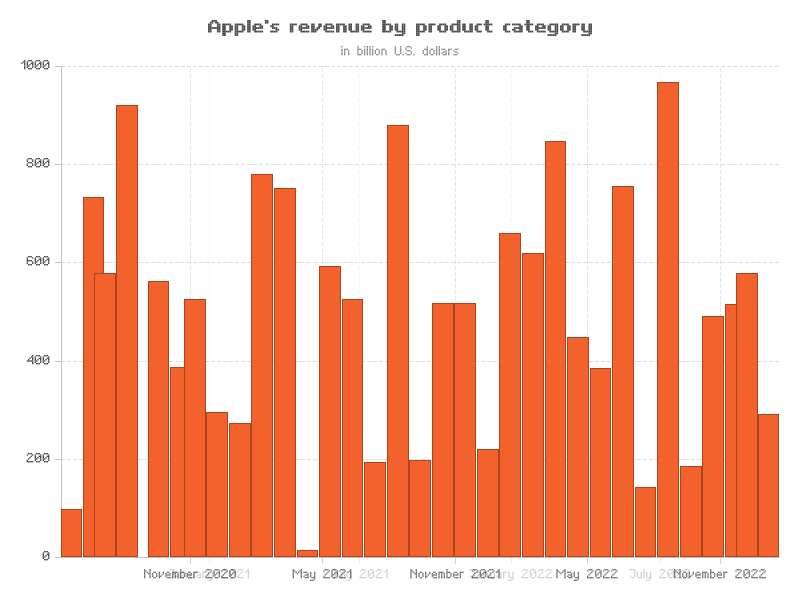 Apple's revenue by product category
in billion U.S. dollars
1000
800
600
400
200
0
November 2020 May 2021 November 2021 May 2022 November 2022